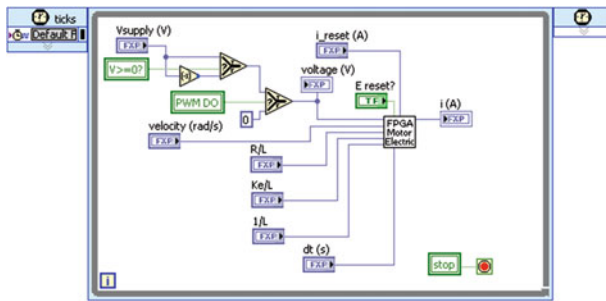 ticks
Default
Vsupply (V)
FXP
i_reset (A)
FXP
V>=0?
voltage (V)
FXP
E reset?
TF
PWM DO
0
i (A)
FXP
velocity (rad/s)
FXP
FPGA
Motor
Electric
R/L
FXP
Ke/L
FXP
1/L
FXP
dt (s)
FXP
stop
i